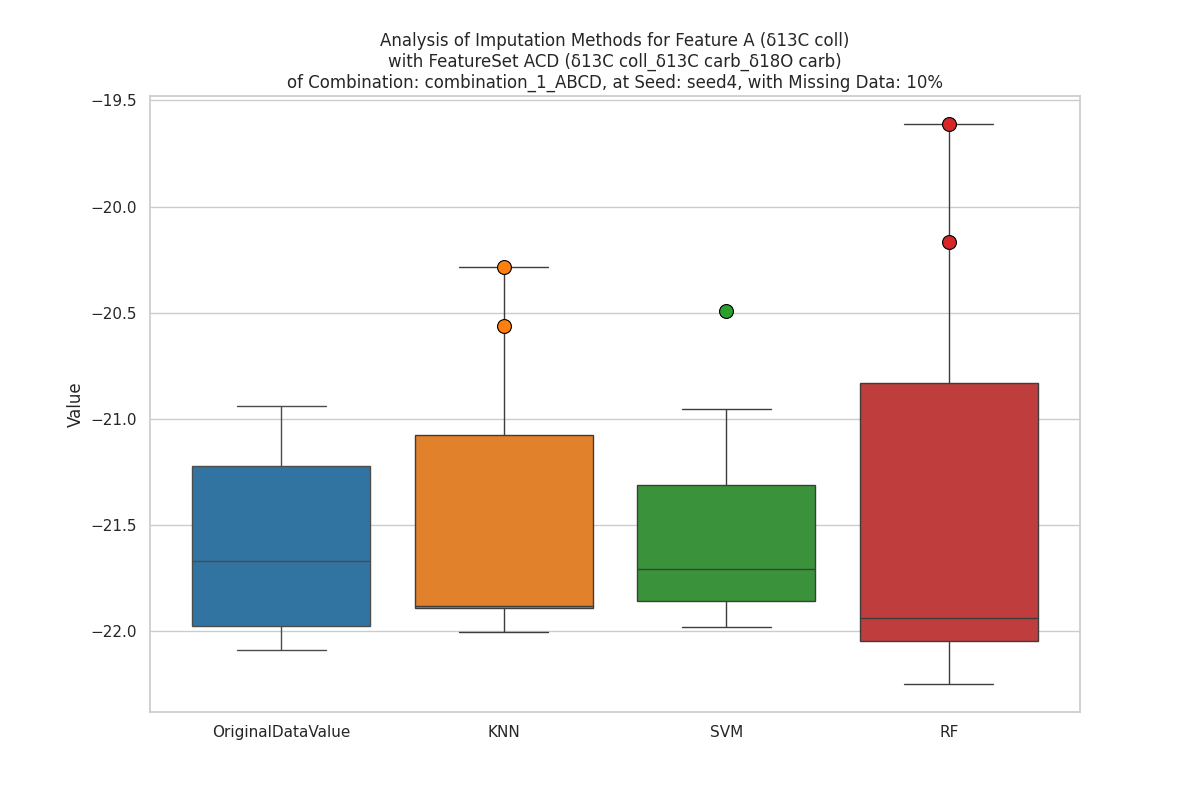 Analysis of Imputation Methods for Feature A (δ13C coll)
with FeatureSet ACD (δ13C coll_δ13C carb_δ18O carb)
of Combination: combination_1_ABCD, at Seed: seed4, with Missing Data: 10%
−19.5
−20.0
−20.5
−21.0
−21.5
−22.0
Value
OriginalDataValue
KNN
SVM
RF